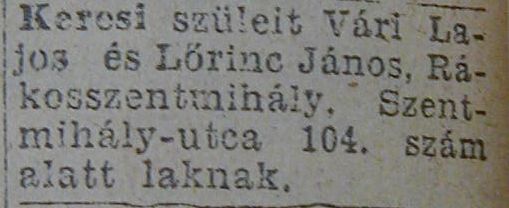 Keresi szüleit Vári La-
jos és Lőrinc János, Rá-
kosszentmihály, Szent-
mihály-utca 104. szám
alatt laknak.